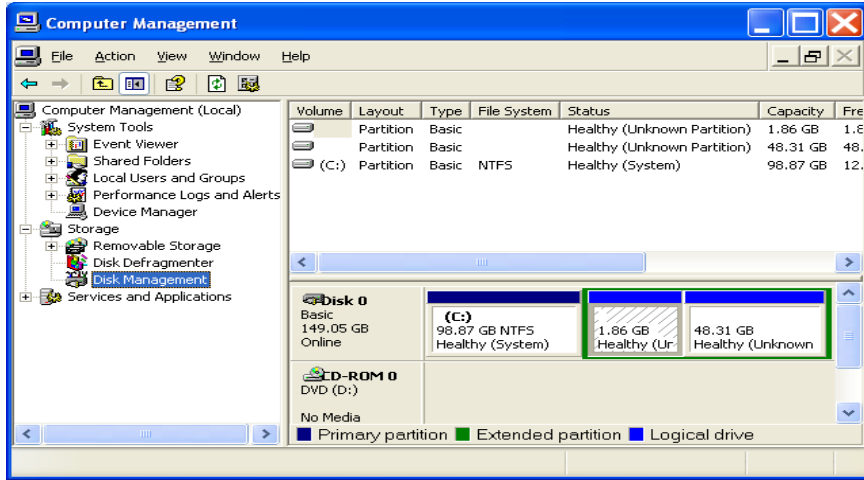 Computer Management
File Action View Window Help
Computer Management (Local)
System Tools
Event Viewer
Shared Folders
Local Users and Groups
Performance Logs and Alerts
Device Manager
Storage
Removable Storage
Disk Defragmenter
Disk Management
Services and Applications
Volume Layout Type File System Status Capacity Fre
Partition Basic Healthy (Unknown Partition) 1.86 GB 1.8
Partition Basic Healthy (Unknown Partition) 48.31 GB 48.
(C:) Partition Basic NTFS Healthy (System) 98.87 GB 12.
Disk 0
Basic
149.05 GB
Online
(C:)
98.87 GB NTFS
Healthy (System)
1.86 GB
Healthy (Ur
48.31 GB
Healthy (Unknown
CD-ROM 0
DVD (D:)
No Media
Primary partition Extended partition Logical drive